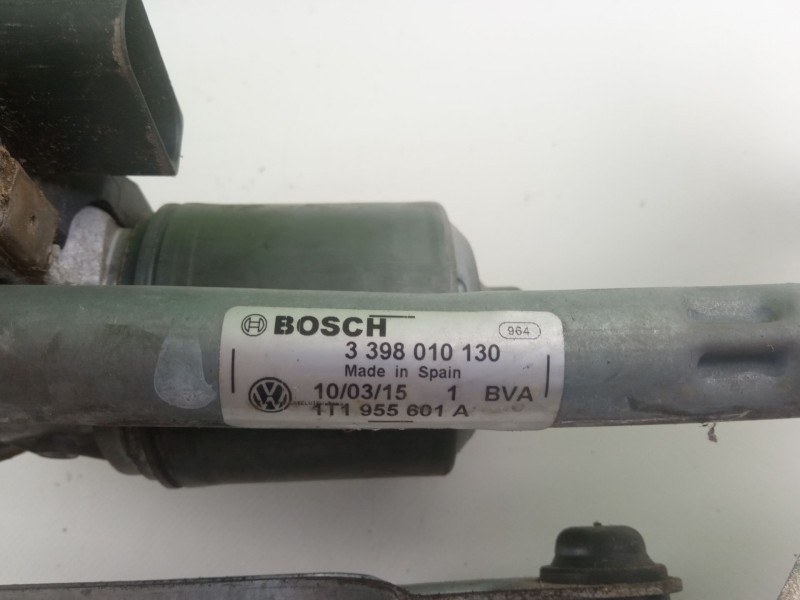 BOSCH
964
3 398 010 130
Made in Spain
10/03/15 1 BVA
1T1 955 601 A